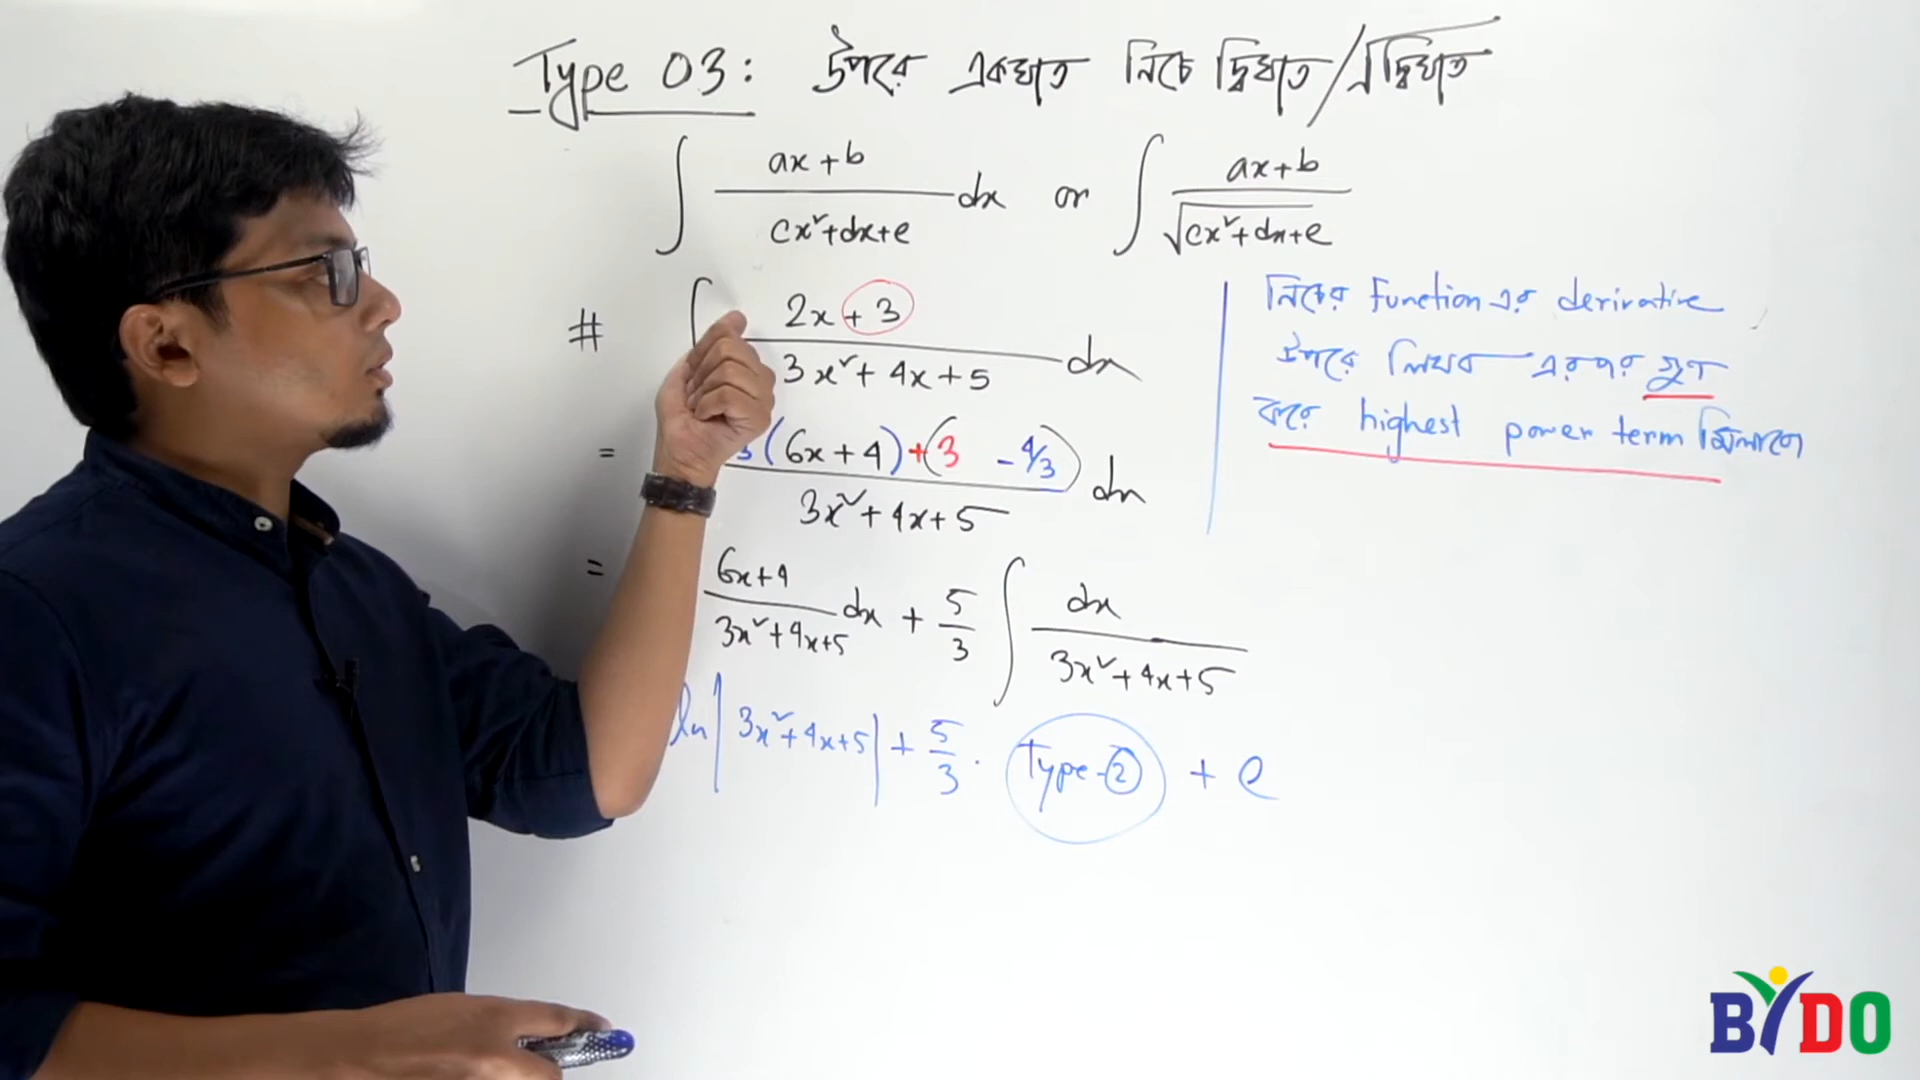 Type 03: উপরে একঘাত নিচে দ্বিঘাত/√দ্বিঘাত
∫ ax+b / cx²+dx+e dx or ∫ ax+b / √cx²+dx+e
# ∫ 2x+3 / 3x²+4x+5 dx
= 3(6x+4)+(3 -4/3) / 3x²+4x+5 dx
= 6x+4 / 3x²+4x+5 dx + 5/3 ∫ dx / 3x²+4x+5
ln|3x²+4x+5| + 5/3 . Type-2 + c
নিচের function এর derivative
উপরে লিখব এরপর গুণ
করে highest power term মিলাবো
BYDO